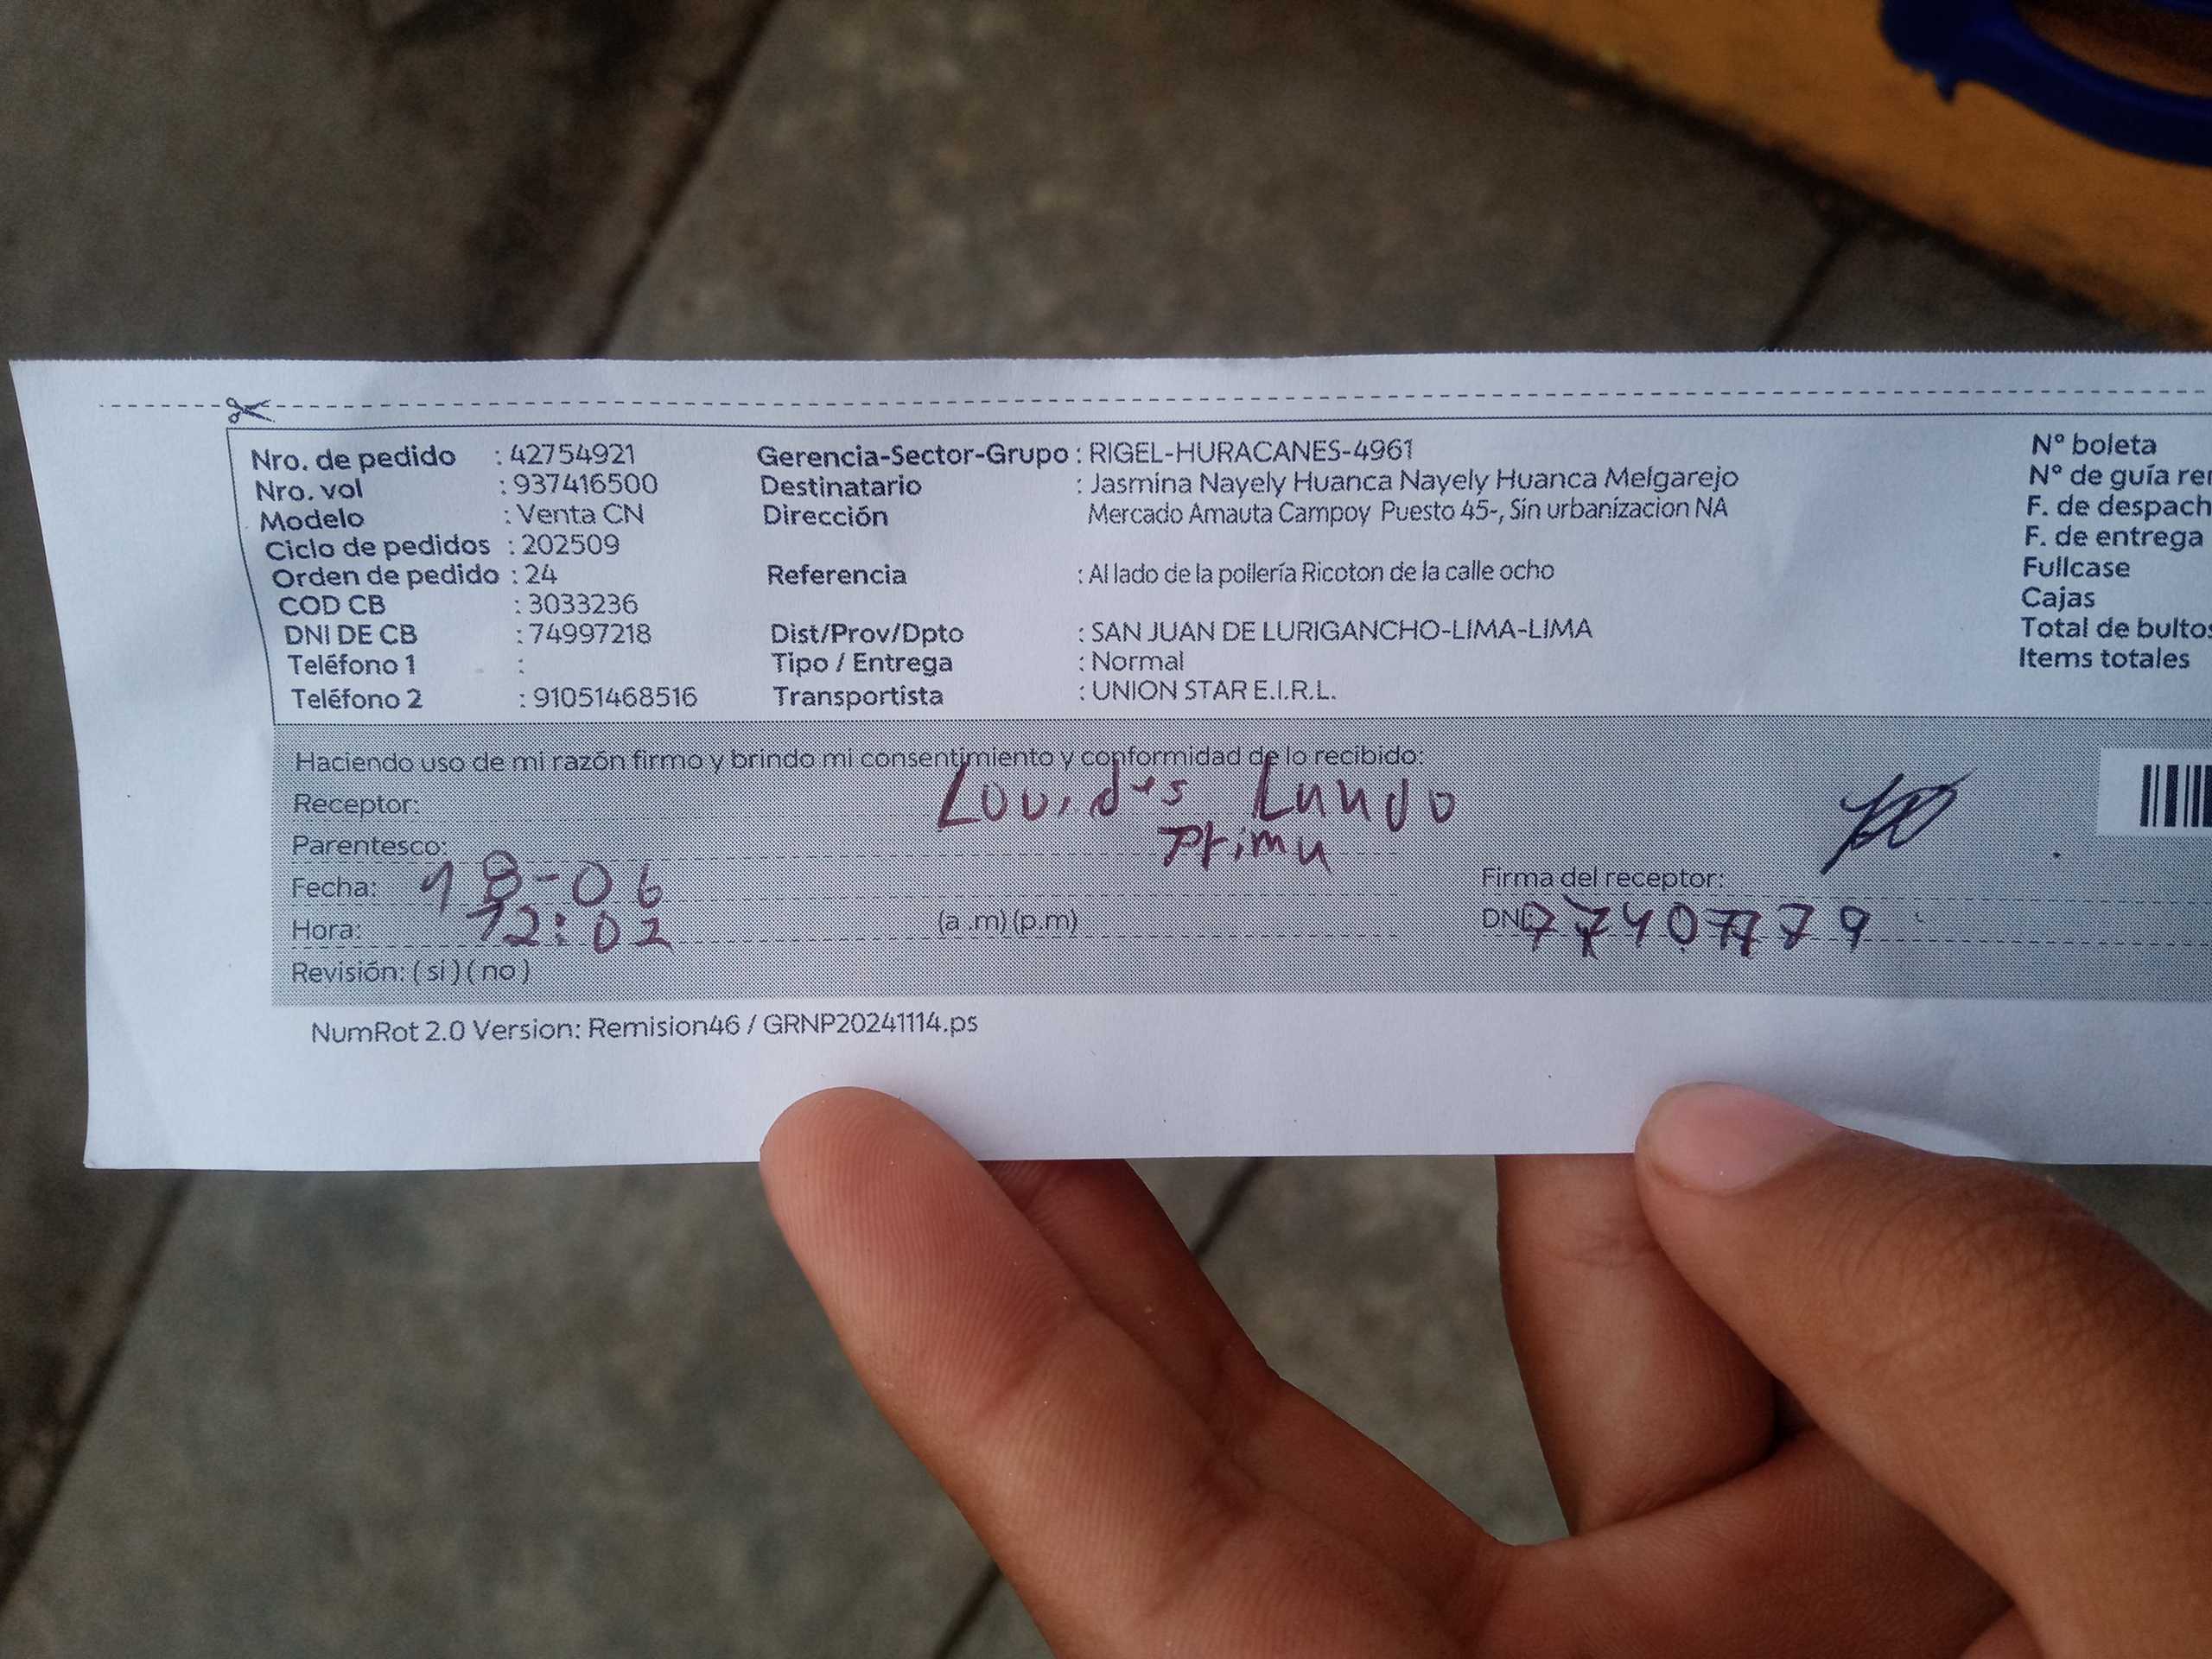 Nro. de pedido : 42754921
Nro. vol : 937416500
Modelo : Venta CN
Ciclo de pedidos : 202509
Orden de pedido : 24
COD CB : 3033236
DNI DE CB : 74997218
Teléfono 1 :
Teléfono 2 : 91051468516
Gerencia-Sector-Grupo : RIGEL-HURACANES-4961
Destinatario : Jasmina Nayely Huanca Nayely Huanca Melgarejo
Dirección Mercado Amauta Campoy Puesto 45-, Sin urbanizacion NA
Referencia : Al lado de la pollería Ricoton de la calle ocho
Dist/Prov/Dpto : SAN JUAN DE LURIGANCHO-LIMA-LIMA
Tipo / Entrega : Normal
Transportista : UNION STAR E.I.R.L.
N° boleta
N° de guía
F. de
F. de entrega
Fullcase
Cajas
Total de
Items totales
Haciendo uso de mi razón firmo y brindo mi consentimiento y conformidad de lo recibido:
Receptor:
Parentesco: Prima
Fecha: 18-06
Firma del receptor:
Hora: 12:02 (a .m) (p.m)
DNI:
Revisión: ( si ) ( no )
NumRot 2.0 Version: Remision46 / GRNP20241114.ps